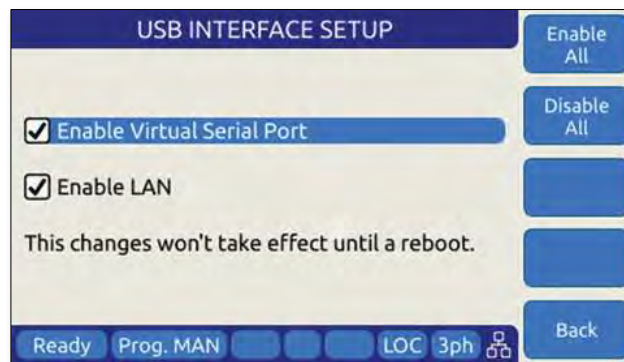 USB INTERFACE SETUP
Enable
All
Disable
All
Enable Virtual Serial Port
Enable LAN
This changes won't take effect until a reboot.
Back
Ready
Prog. MAN
LOC
3ph